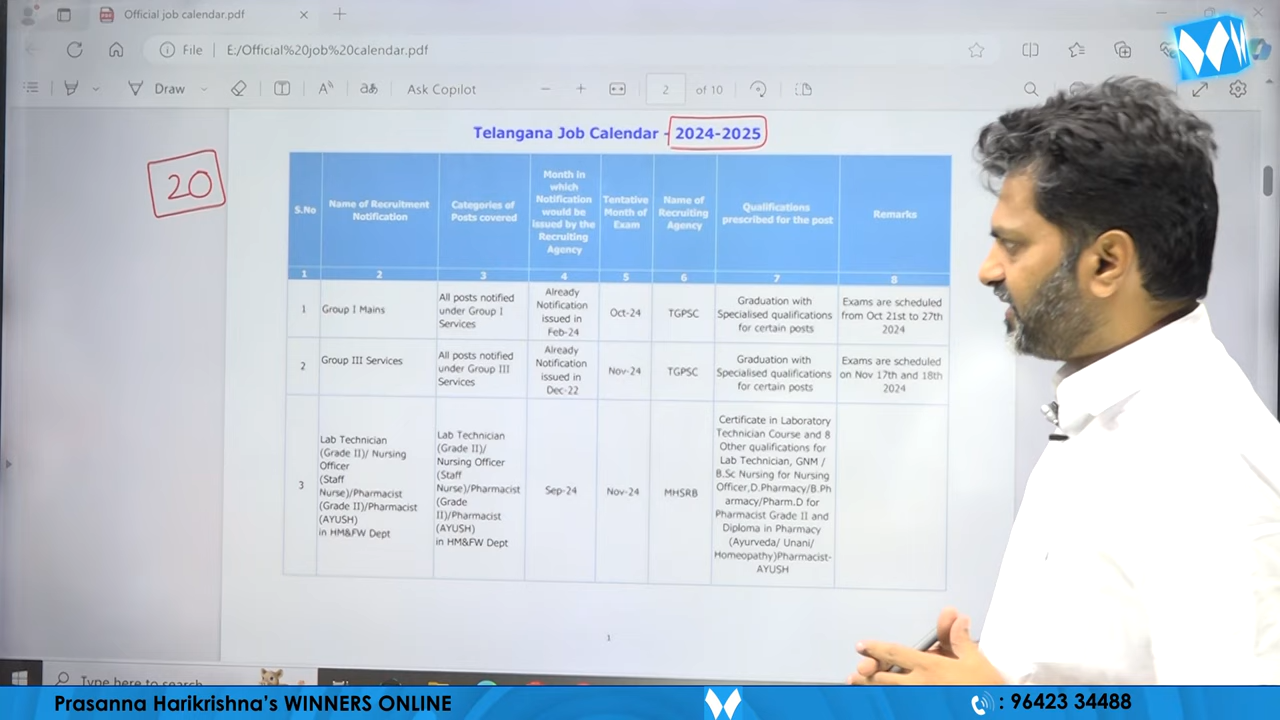 Official job calendar.pdf
File
E:/Official%20job%20calendar.pdf
Draw
Ask Copilot
2
of 10
Telangana Job Calendar - 2024-2025
20
S.No
Name of Recruitment
Notification
Categories of
Posts covered
Month in
which
Notification
would be
issued by the
Recruiting
Agency
Tentative
Month of
Exam
Name of
Recruiting
Agency
Qualifications
prescribed for the post
Remarks
1
2
3
4
5
6
7
8
1
Group I Mains
All posts notified
under Group I
Services
Already
Notification
issued in
Feb-24
Oct-24
TGPSC
Graduation with
Specialised qualifications
for certain posts
Exams are scheduled
from Oct 21st to 27th
2024
2
Group III Services
All posts notified
under Group III
Services
Already
Notification
issued in
Dec-22
Nov-24
TGPSC
Graduation with
Specialised qualifications
for certain posts
Exams are scheduled
on Nov 17th and 18th
2024
3
Lab Technician
(Grade II)/ Nursing
Officer
(Staff
Nurse)/Pharmacist
(Grade II)/Pharmacist
(AYUSH)
in HM&FW Dept
Lab Technician
(Grade II)/
Nursing Officer
(Staff
Nurse)/Pharmacist
(Grade
II)/Pharmacist
(AYUSH)
in HM&FW Dept
Sep-24
Nov-24
MHSRB
Certificate in Laboratory
Technician Course and 8
Other qualifications for
Lab Technician, GNM /
B.Sc Nursing for Nursing
Officer,D.Pharmacy/B.Ph
armacy/Pharm.D for
Pharmacist Grade II and
Diploma in Pharmacy
(Ayurveda/ Unani/
Homeopathy)Pharmacist-
AYUSH
1
Type here to search
Prasanna Harikrishna's WINNERS ONLINE
: 96423 34488